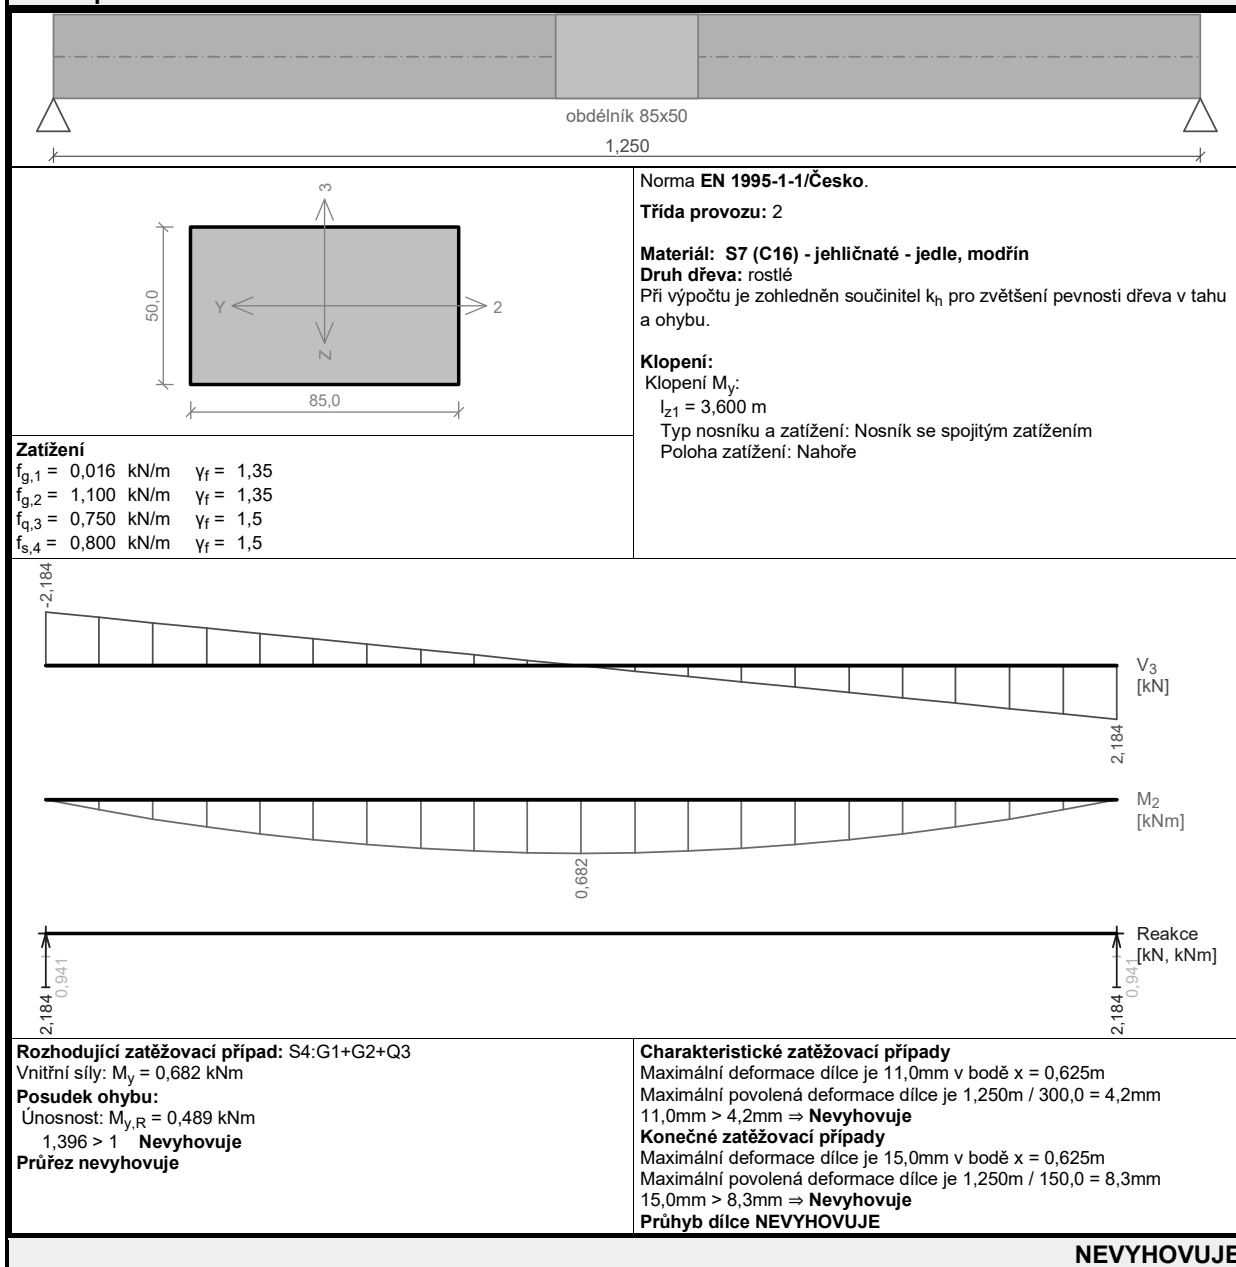 obdélník 85x50
1,250
3
2
Y
Z
50,0
85,0
Norma EN 1995-1-1/Česko.
Třída provozu: 2
Materiál: S7 (C16) - jehličnaté - jedle, modřín
Druh dřeva: rostlé
Při výpočtu je zohledněn součinitel kh pro zvětšení pevnosti dřeva v tahu
a ohybu.
Klopení:
Klopení My:
lz1 = 3,600 m
Typ nosníku a zatížení: Nosník se spojitým zatížením
Poloha zatížení: Nahoře
Zatížení
fg,1 = 0,016 kN/m γf = 1,35
fg,2 = 1,100 kN/m γf = 1,35
fq,3 = 0,750 kN/m γf = 1,5
fs,4 = 0,800 kN/m γf = 1,5
-2,184
V3
[kN]
2,184
M2
[kNm]
0,682
Reakce
[kN, kNm]
2,184
0,941
2,184
0,941
Rozhodující zatěžovací případ: S4:G1+G2+Q3
Vnitřní síly: My = 0,682 kNm
Posudek ohybu:
Únosnost: My,R = 0,489 kNm
1,396 > 1 Nevyhovuje
Průřez nevyhovuje
Charakteristické zatěžovací případy
Maximální deformace dílce je 11,0mm v bodě x = 0,625m
Maximální povolená deformace dílce je 1,250m / 300,0 = 4,2mm
11,0mm > 4,2mm ⇒ Nevyhovuje
Konečné zatěžovací případy
Maximální deformace dílce je 15,0mm v bodě x = 0,625m
Maximální povolená deformace dílce je 1,250m / 150,0 = 8,3mm
15,0mm > 8,3mm ⇒ Nevyhovuje
Průhyb dílce NEVYHOVUJE
NEVYHOVUJE